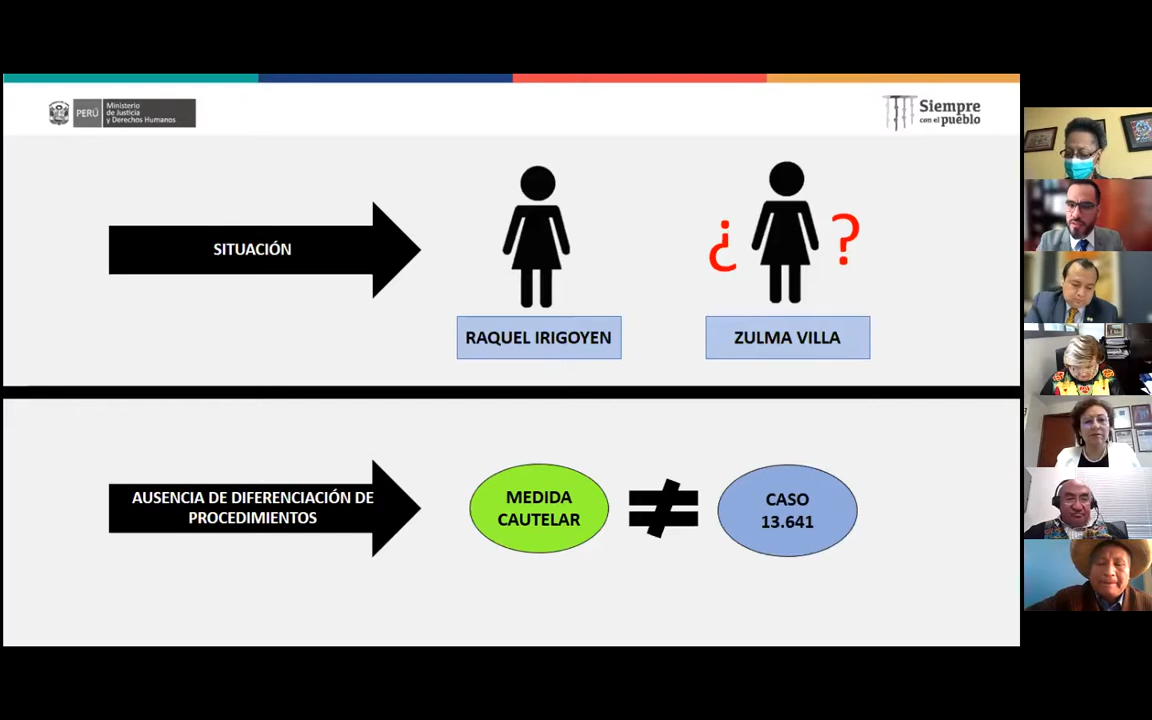 PERÚ
Ministerio
de Justicia
y Derechos Humanos
Siempre
con el pueblo
SITUACIÓN
¿ ?
RAQUEL IRIGOYEN
ZULMA VILLA
AUSENCIA DE DIFERENCIACIÓN DE
PROCEDIMIENTOS
MEDIDA
CAUTELAR
≠
CASO
13.641